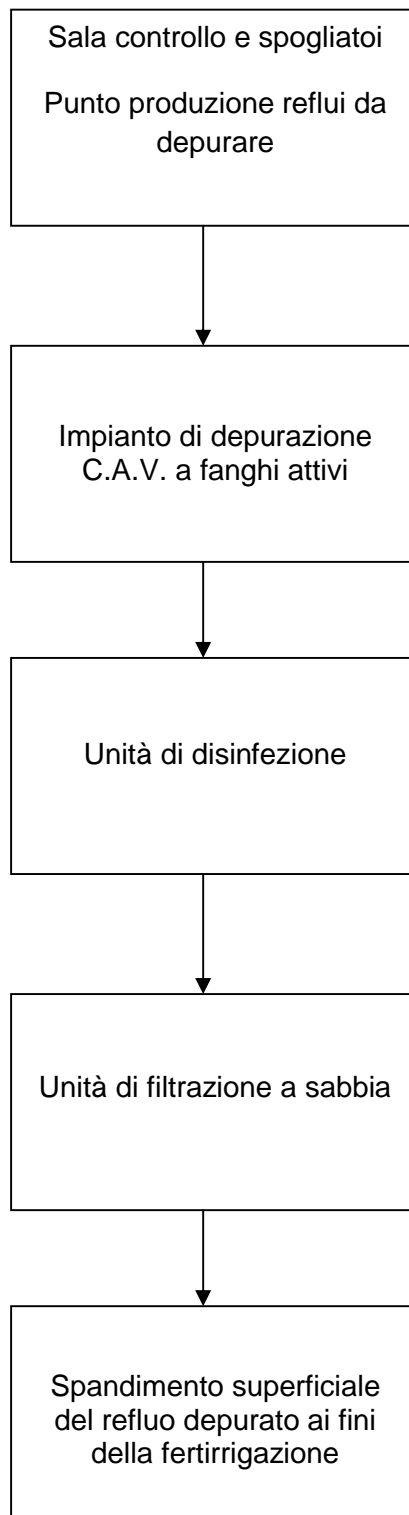 Sala controllo e spogliatoi
Punto produzione reflui da
depurare
Impianto di depurazione
C.A.V. a fanghi attivi
Unità di disinfezione
Unità di filtrazione a sabbia
Spandimento superficiale
del refluo depurato ai fini
della fertirrigazione